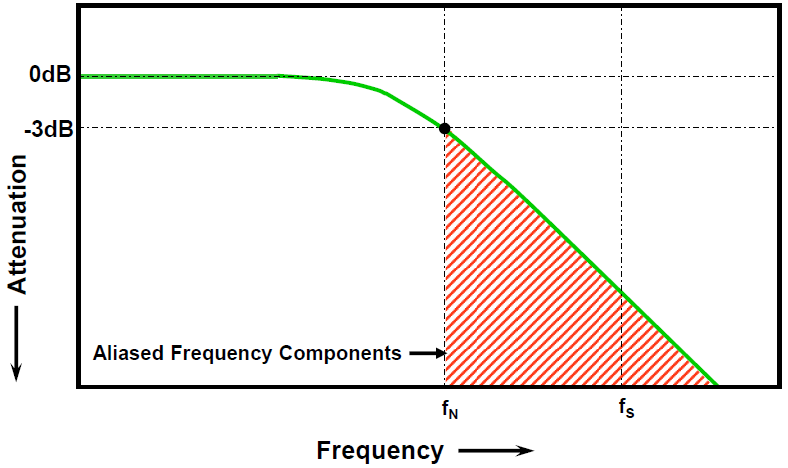 0dB
-3dB
Attenuation
Aliased Frequency Components
fN
fS
Frequency